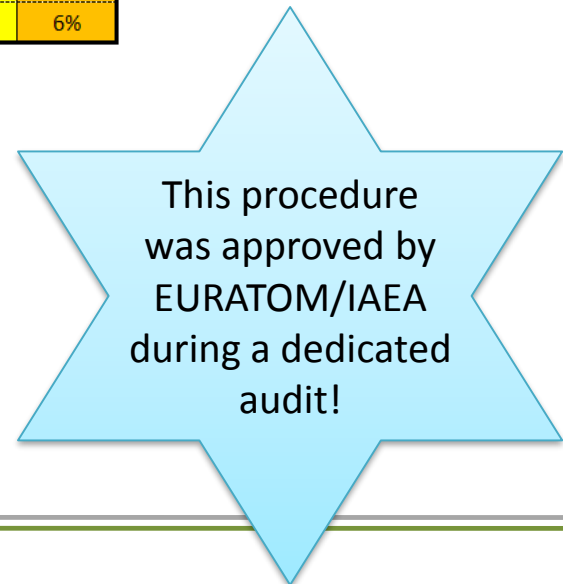 6%
This procedure
was approved by
EURATOM/IAEA
during a dedicated
audit!